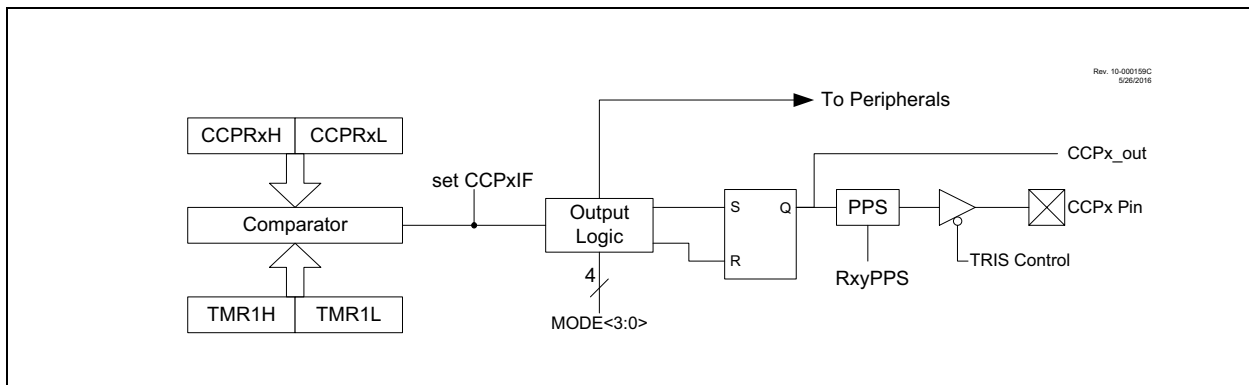 Rev. 10-000159C
5/26/2016
To Peripherals
CCPRxH CCPRxL
CCPx_out
set CCPxIF
S Q
PPS
CCPx Pin
Comparator
Output
Logic
R
TRIS Control
RxyPPS
4
TMR1H TMR1L
MODE<3:0>